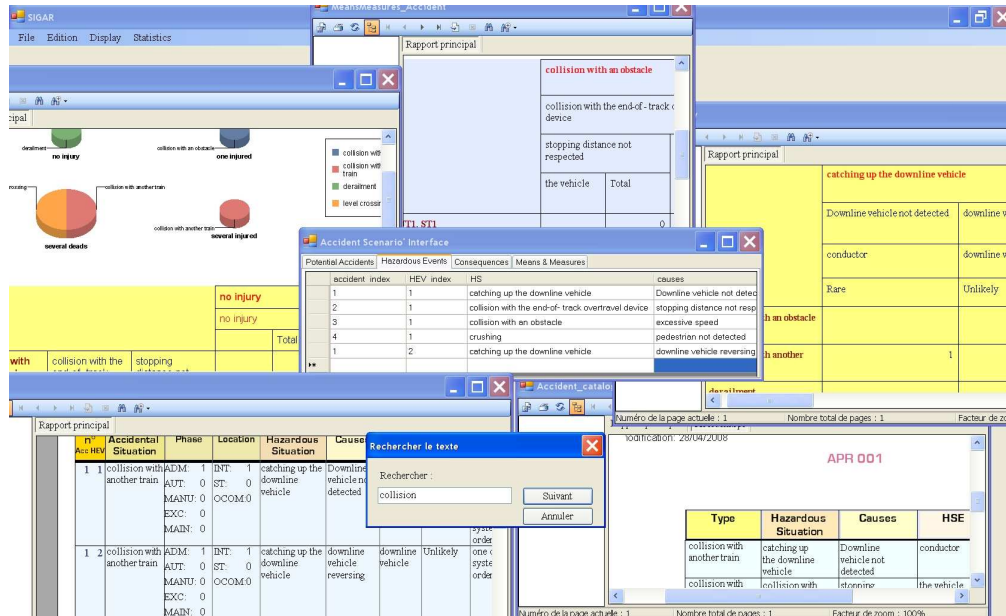 SIGAR
File Edition Display Statistics
MeansMeasures_Accident
Rapport principal
collision with an obstacle
collision with the end-of-track
device
stopping distance not
respected
the vehicle Total
T1, ST1 0
derailment
no injury
collision with an obstacle
one injured
collision with another train
several deads
collision with another train
several injured
collision with
collision with
train
derailment
level crossin
no injury
no injury
Total
with collision with the stopping
Rapport principal
catching up the downline vehicle
Downline vehicle not detected downline v
conductor downline v
Rare Unlikely
h an obstacle
h another 1
derailment
Numéro de la page actuelle : 1 Nombre total de pages : 1 Facteur de zo
Accident Scenario' Interface
Potential Accidents Hazardous Events Consequences Means & Measures
accident_index HEV_index HS causes
1 1 catching up the downline vehicle Downline vehicle not detec
2 1 collision with the end-of- track overtravel device stopping distance not resp
3 1 collision with an obstacle excessive speed
4 1 crushing pedestrian not detected
1 2 catching up the downline vehicle downline vehicle reversing
Rapport principal
n° Accidental Phase Location Hazardous Cause
Acc HEV Situation Situation
1 1 collision with ADM: 1 INT: 1 catching up the Downline
another train AUT: 0 ST: 0 downline vehicle no
MANU: 0 OCOM:0 vehicle detected
EXC: 0
MAIN: 0 syste
order
1 2 collision with ADM: 1 INT: 1 catching up the downline downline Unlikely one c
another train AUT: 0 ST: 0 downline vehicle vehicle syste
MANU: 0 OCOM:0 vehicle reversing order
EXC: 0
MAIN: 0
Rechercher le texte
Rechercher :
collision
Suivant
Annuler
Accident_catalo
modification: 28/04/2008
APR 001
Type Hazardous Causes HSE
Situation
collision with catching up Downline conductor
another train the downline vehicle not
vehicle detected
collision with collision with stopping the vehicle
Numéro de la page actuelle : 1 Nombre total de pages : 1 Facteur de zoom : 100%